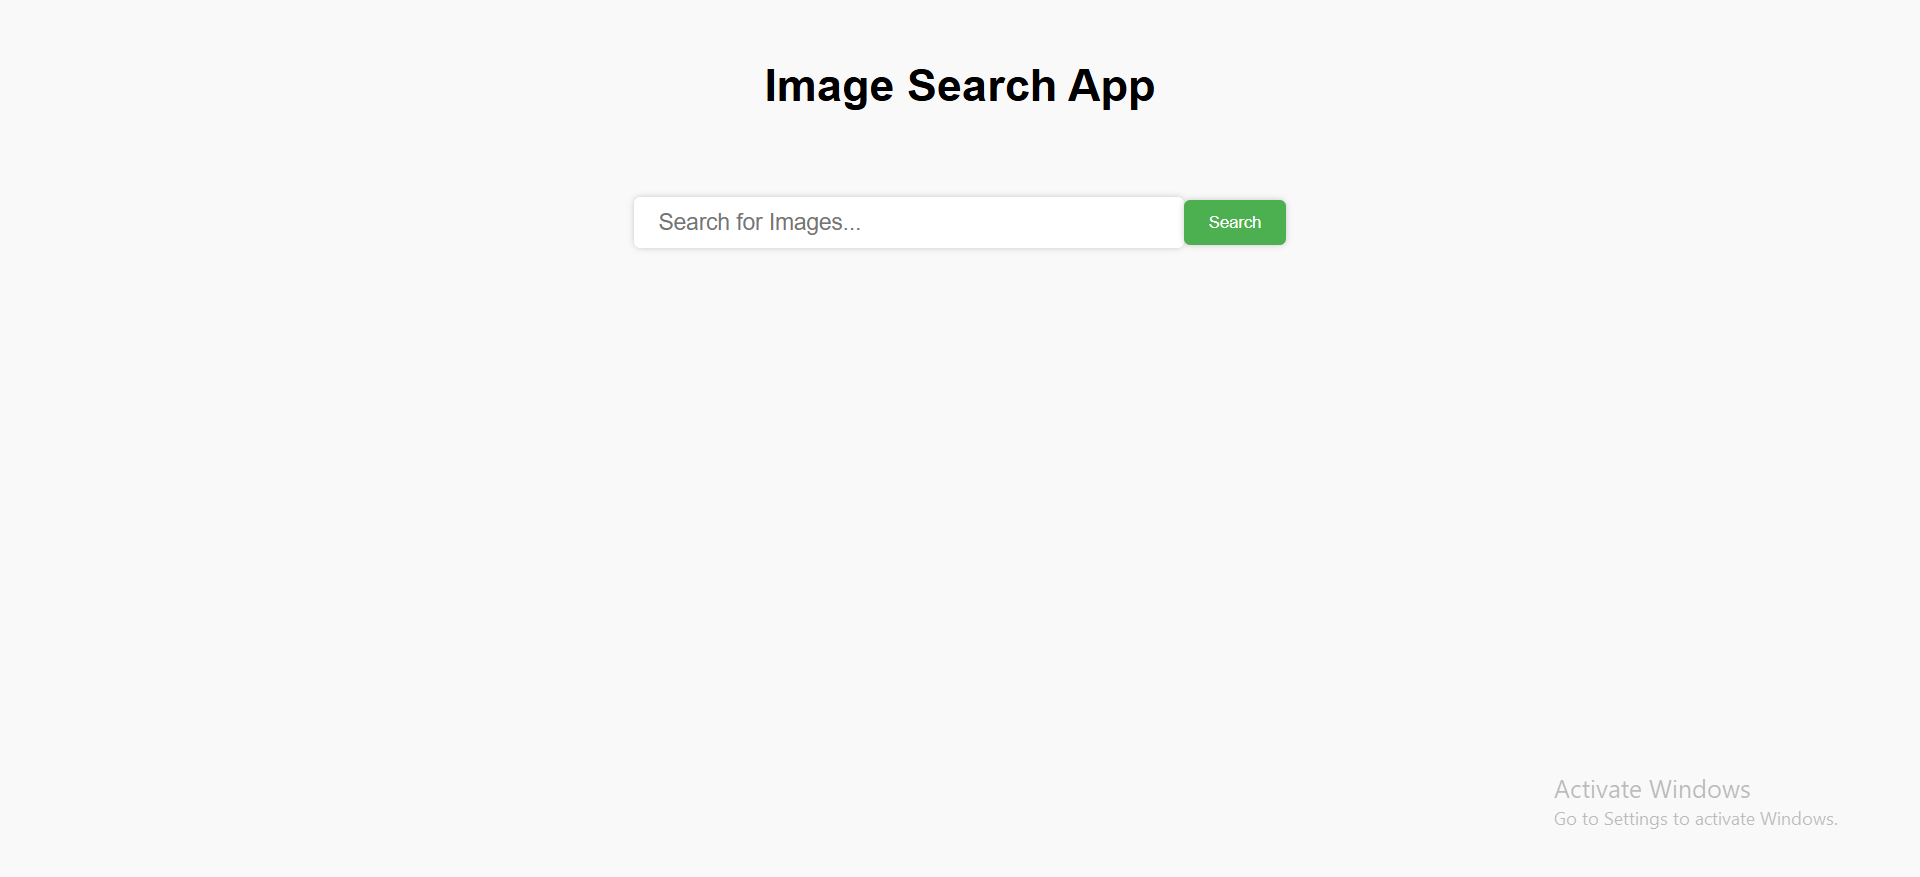 Image Search App
Search for Images...
Search
Activate Windows
Go to Settings to activate Windows.